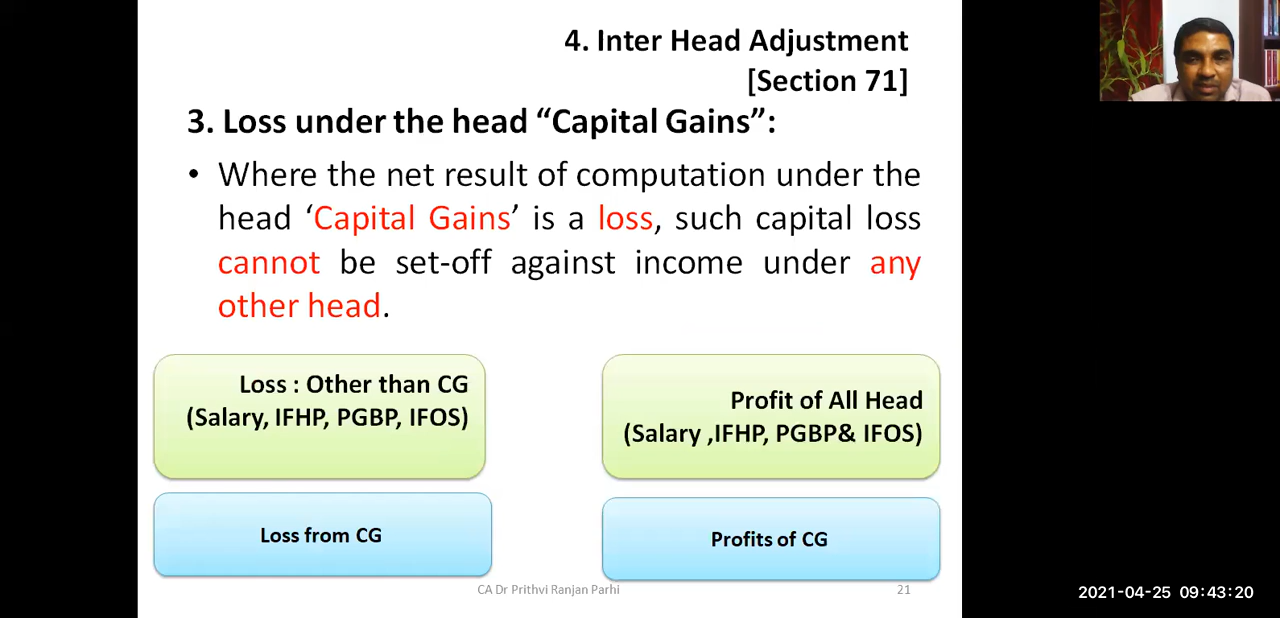 4. Inter Head Adjustment
[Section 71]
3. Loss under the head “Capital Gains”:
• Where the net result of computation under the
head ‘Capital Gains’ is a loss, such capital loss
cannot be set-off against income under any
other head.
Loss : Other than CG
(Salary, IFHP, PGBP, IFOS)
Profit of All Head
(Salary ,IFHP, PGBP& IFOS)
Loss from CG
Profits of CG
CA Dr Prithvi Ranjan Parhi
21
2021-04-25 09:43:20